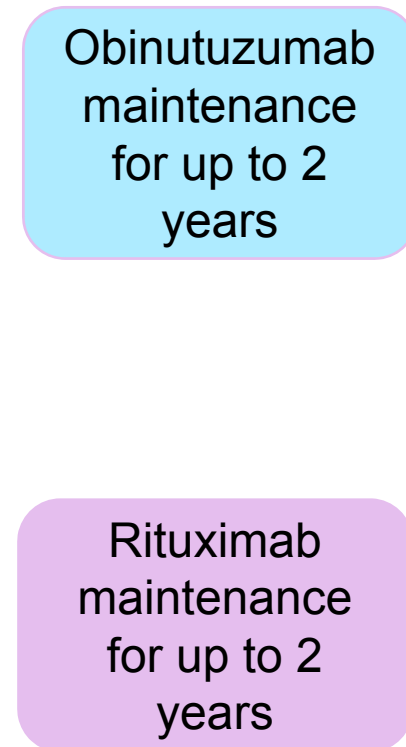 Obinutuzumab
maintenance
for up to 2
years
Rituximab
maintenance
for up to 2
years